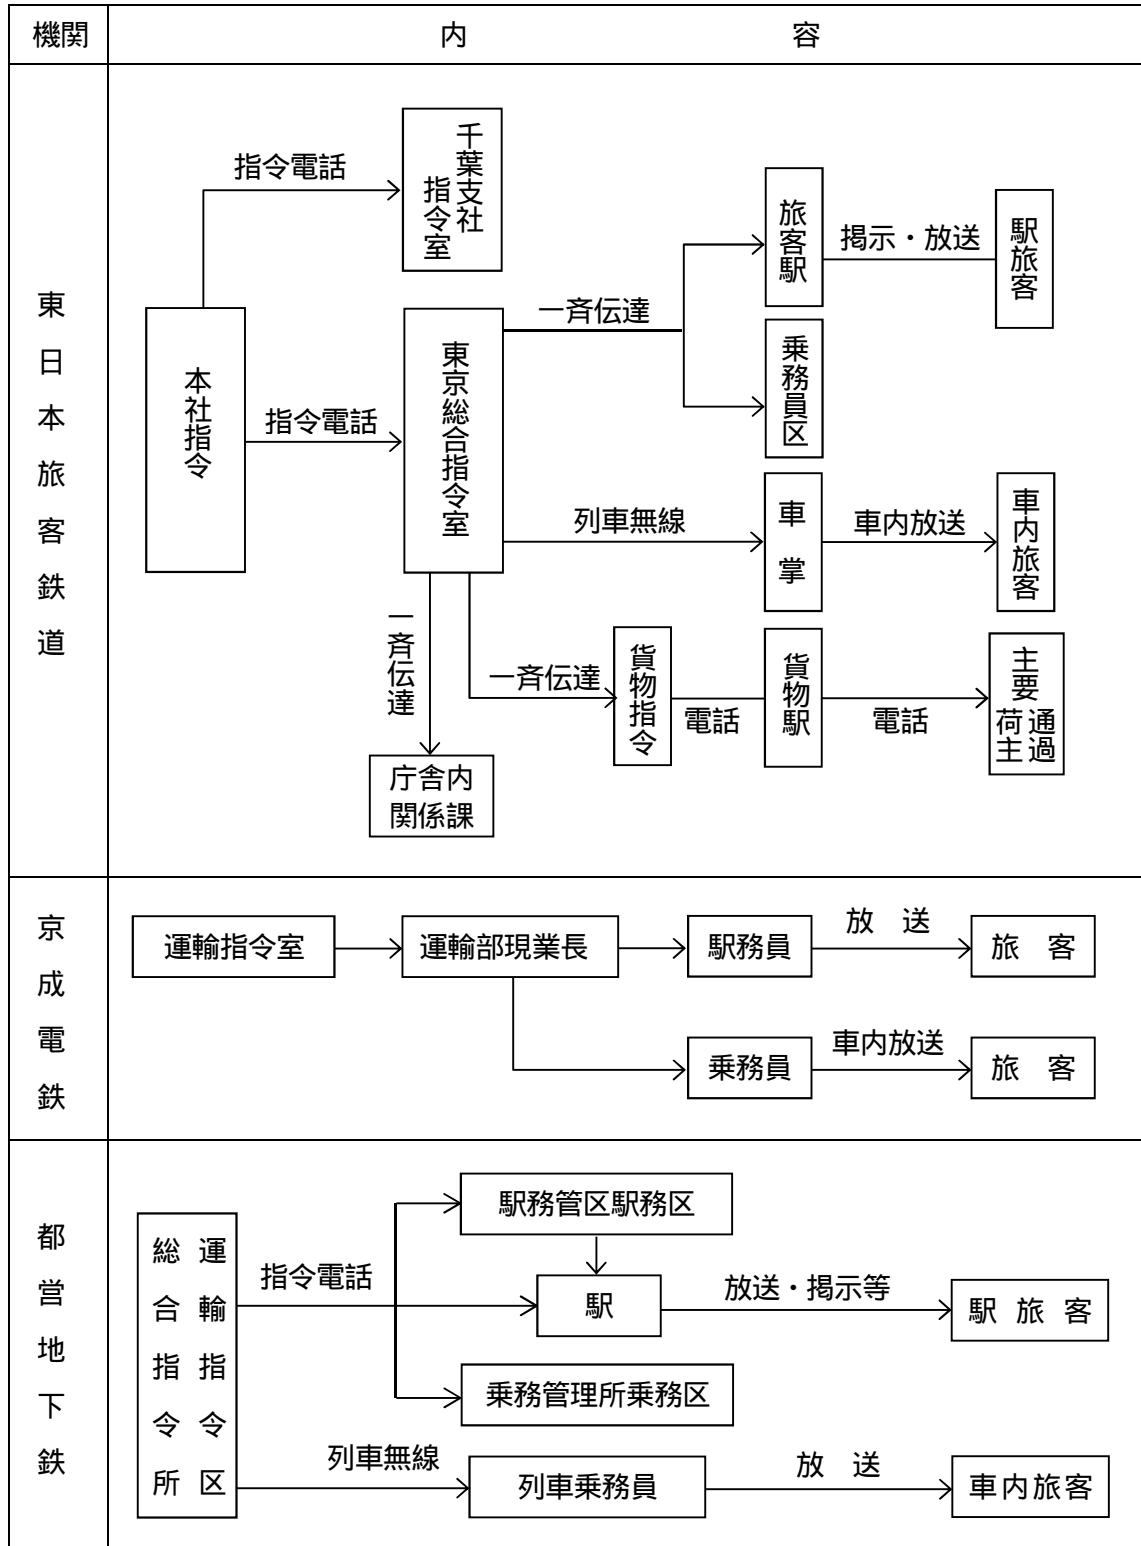 機関
内 容
東日本旅客鉄道
千葉支社
指令室
指令電話
本社指令
指令電話
東京総合指令室
一斉伝達
旅客駅
掲示・放送
駅旅客
乗務員区
列車無線
車掌
車内放送
車内旅客
一斉伝達
庁舎内
関係課
一斉伝達
貨物指令
電話
貨物駅
電話
主要
通過
荷主
京成電鉄
運輸指令室
運輸部現業長
駅務員
放 送
旅 客
乗務員
車内放送
旅 客
都営地下鉄
運輸指令区
総合指令所
指令電話
駅務管区駅務区
駅
放送・掲示等
駅 旅 客
乗務管理所乗務区
列車無線
列車乗務員
放 送
車内旅客